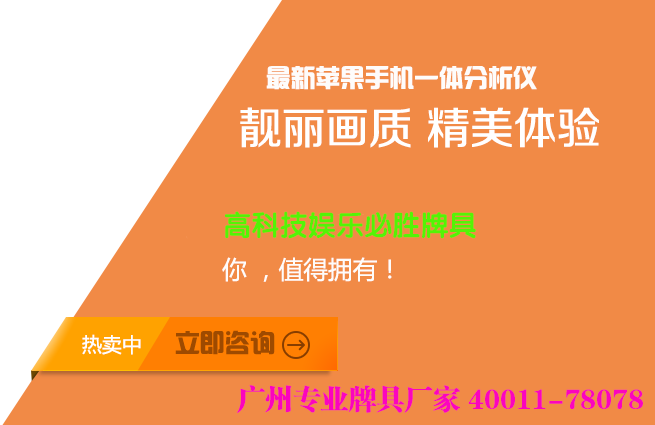 最新苹果手机一体分析仪
靓丽画质 精美体验
高科技娱乐必胜牌具
你 ，值得拥有！
热卖中 立即咨询
广州专业牌具厂家 40011-78078